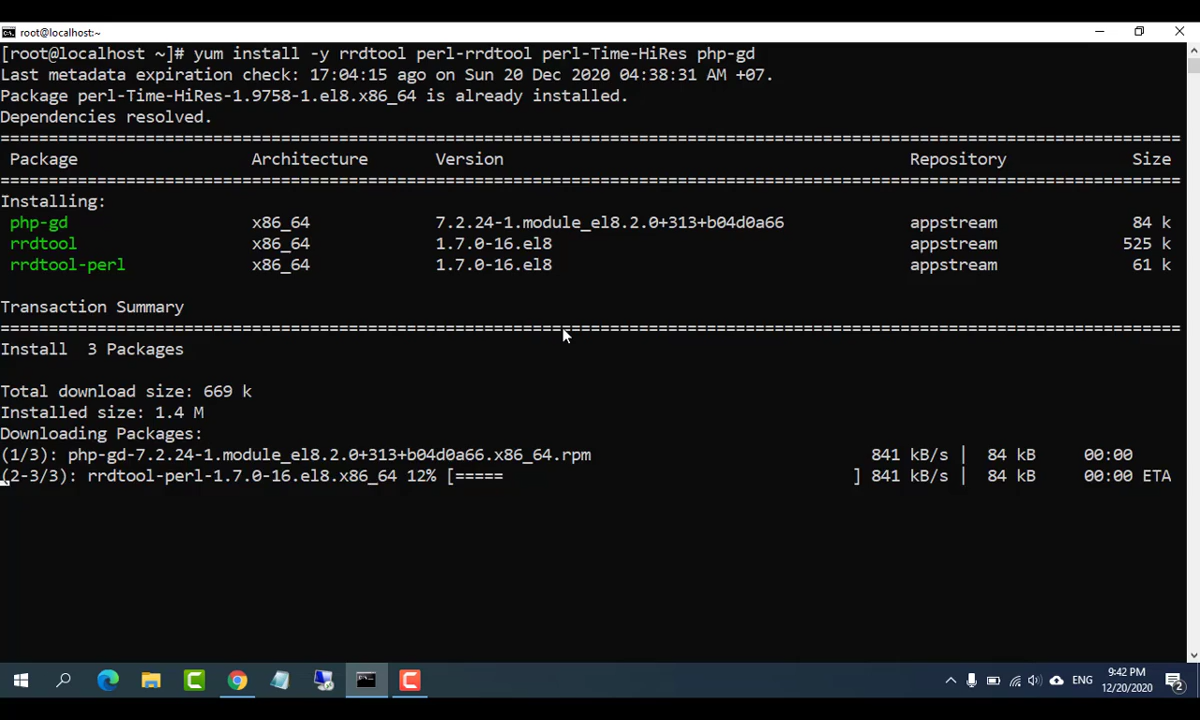 root@localhost:~
[root@localhost ~]# yum install -y rrdtool perl-rrdtool perl-Time-HiRes php-gd
Last metadata expiration check: 17:04:15 ago on Sun 20 Dec 2020 04:38:31 AM +07.
Package perl-Time-HiRes-1.9758-1.el8.x86_64 is already installed.
Dependencies resolved.
================================================================================
Package Architecture Version Repository Size
================================================================================
Installing:
php-gd x86_64 7.2.24-1.module_el8.2.0+313+b04d0a66 appstream 84 k
rrdtool x86_64 1.7.0-16.el8 appstream 525 k
rrdtool-perl x86_64 1.7.0-16.el8 appstream 61 k
Transaction Summary
================================================================================
Install 3 Packages
Total download size: 669 k
Installed size: 1.4 M
Downloading Packages:
(1/3): php-gd-7.2.24-1.module_el8.2.0+313+b04d0a66.x86_64.rpm 841 kB/s | 84 kB 00:00
(2-3/3): rrdtool-perl-1.7.0-16.el8.x86_64 12% [===== ] 841 kB/s | 84 kB 00:00 ETA
ENG
9:42 PM
12/20/2020
2